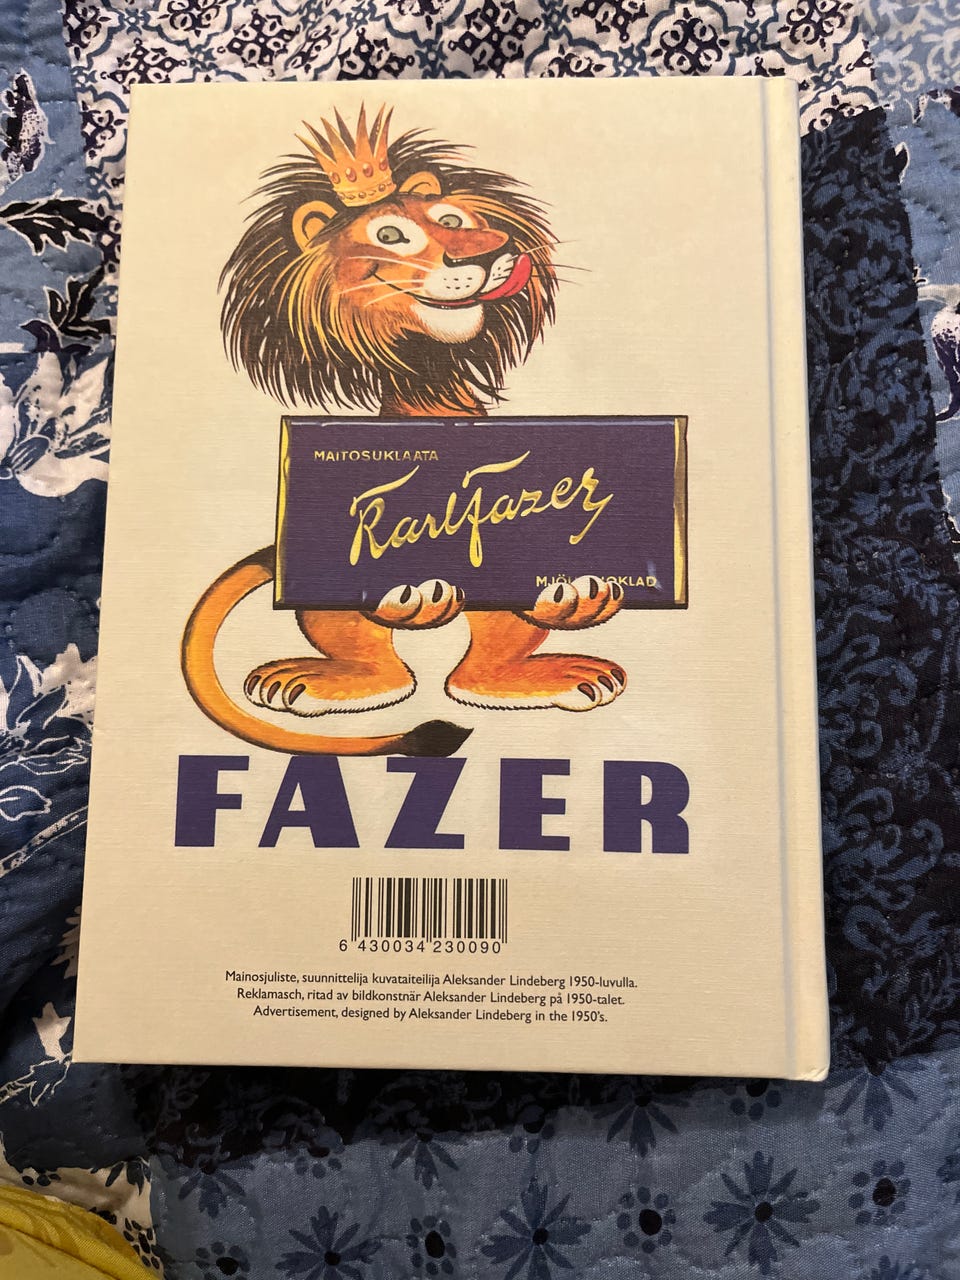 MAITOSUKLAATA
Karl Fazer
FAZER
6 430034 230090
Mainosjuliste, suunnittelija kuvataiteilija Aleksander Lindeberg 1950-luvulla.
Reklamasch, ritad av bildkonstnär Aleksander Lindeberg på 1950-talet.
Advertisement, designed by Aleksander Lindeberg in the 1950's.